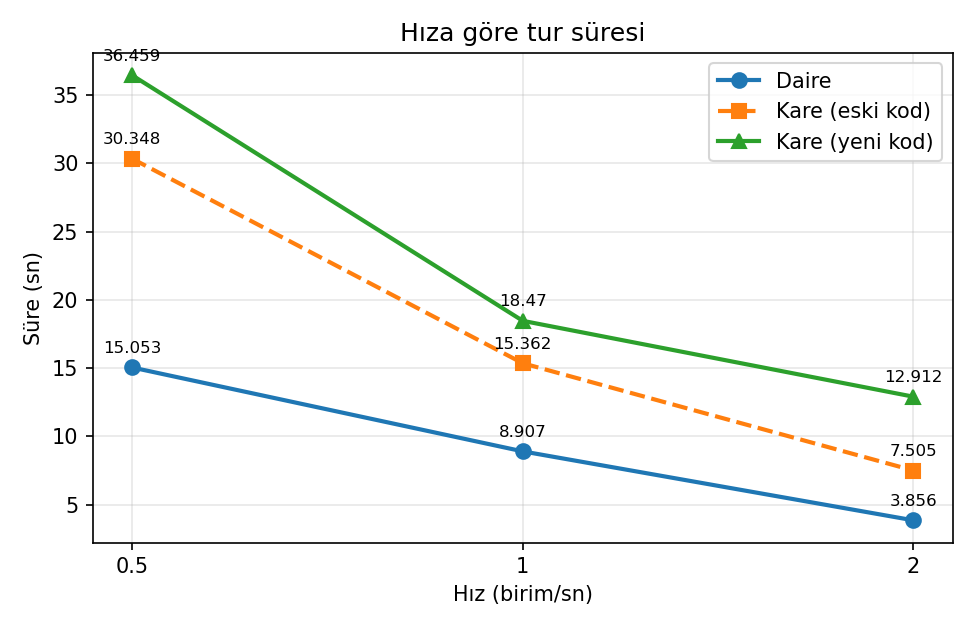 Hıza göre tur süresi
Daire
Kare (eski kod)
Kare (yeni kod)
36.459
30.348
15.053
18.47
15.362
8.907
12.912
7.505
3.856
35
30
25
20
15
10
5
Süre (sn)
0.5 1 2
Hız (birim/sn)